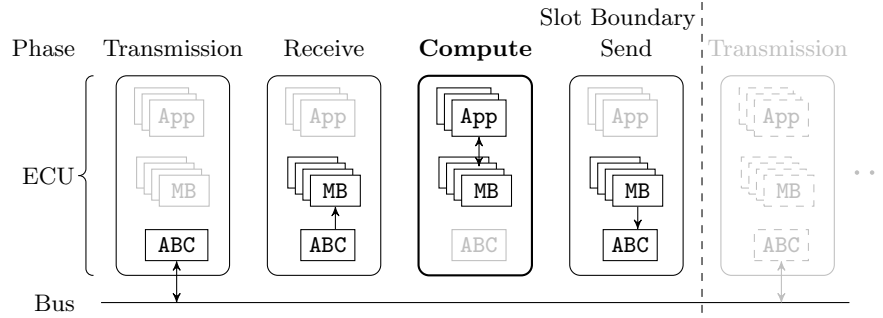 Slot Boundary
Phase Transmission Receive Compute Send Transmission
App App App App App
ECU MB MB MB MB MB ..
ABC ABC ABC ABC ABC
Bus